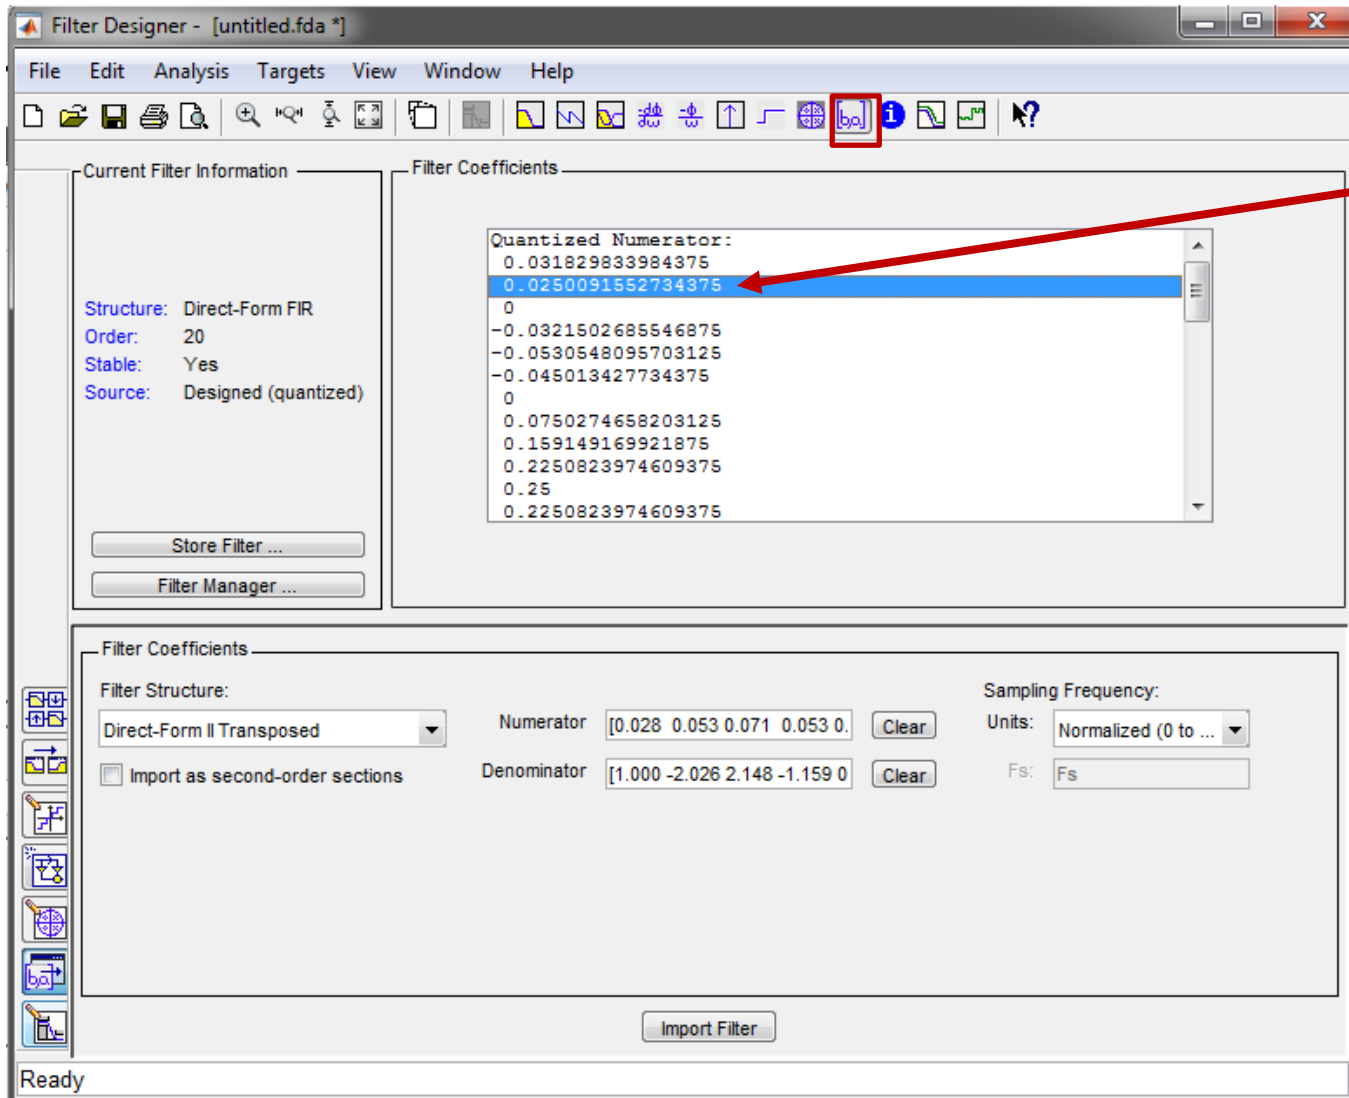 Filter Designer - [untitled.fda *]
File Edit Analysis Targets View Window Help
[b,a]
Current Filter Information
Structure: Direct-Form FIR
Order: 20
Stable: Yes
Source: Designed (quantized)
Store Filter ...
Filter Manager ...
Filter Coefficients
Quantized Numerator:
0.031829833984375
0.0250091552734375
0
-0.0321502685546875
-0.0530548095703125
-0.045013427734375
0
0.0750274658203125
0.159149169921875
0.2250823974609375
0.25
0.2250823974609375
Filter Coefficients
Filter Structure:
Direct-Form II Transposed
Import as second-order sections
Numerator [0.028 0.053 0.071 0.053 0. Clear
Denominator [1.000 -2.026 2.148 -1.159 0 Clear
Sampling Frequency:
Units: Normalized (0 to ...
Fs: Fs
Import Filter
Ready